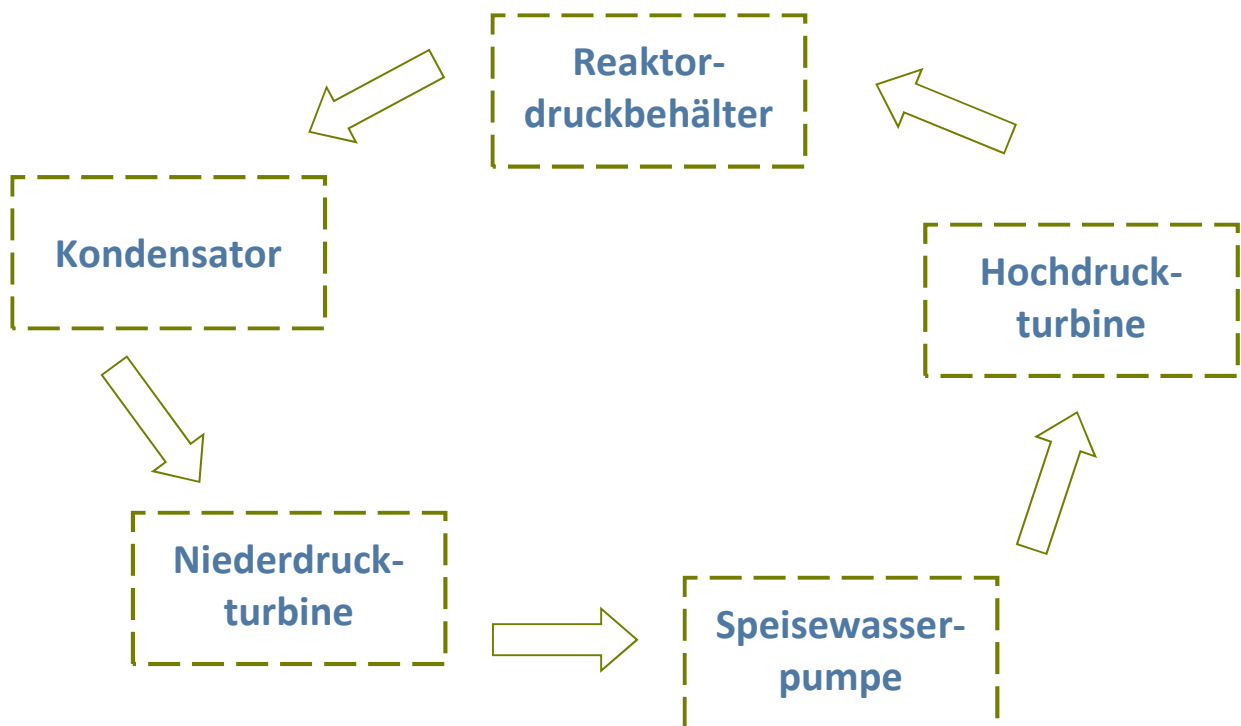 Reaktor-
druckbehälter
Kondensator
Hochdruck-
turbine
Niederdruck-
turbine
Speisewasser-
pumpe